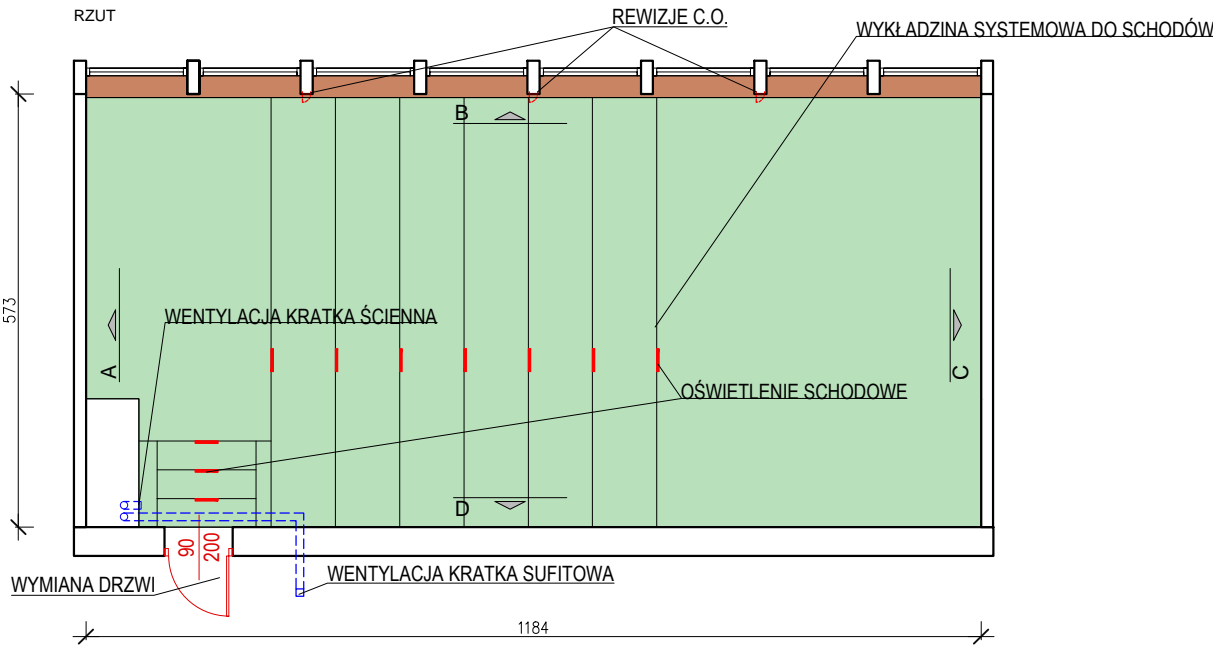 RZUT
REWIZJE C.O.
WYKŁADZINA SYSTEMOWA DO SCHODÓW
B
573
WENTYLACJA KRATKA ŚCIENNA
A
C
OŚWIETLENIE SCHODOWE
D
90
200
WYMIANA DRZWI
WENTYLACJA KRATKA SUFITOWA
1184